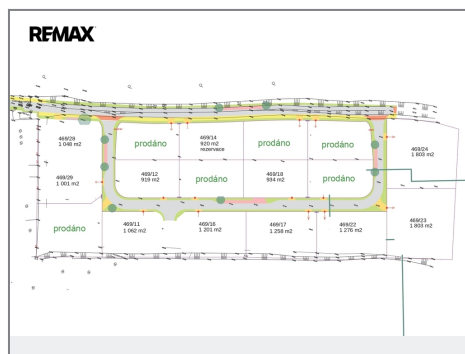 REMAX
469/28
1 048 m2
prodáno
469/14
920 m2
rezervace
prodáno
prodáno
469/24
1 803 m2
469/29
1 001 m2
469/12
919 m2
prodáno
469/18
934 m2
prodáno
prodáno
469/11
1 062 m2
469/16
1 201 m2
469/17
1 258 m2
469/22
1 276 m2
469/23
1 803 m2